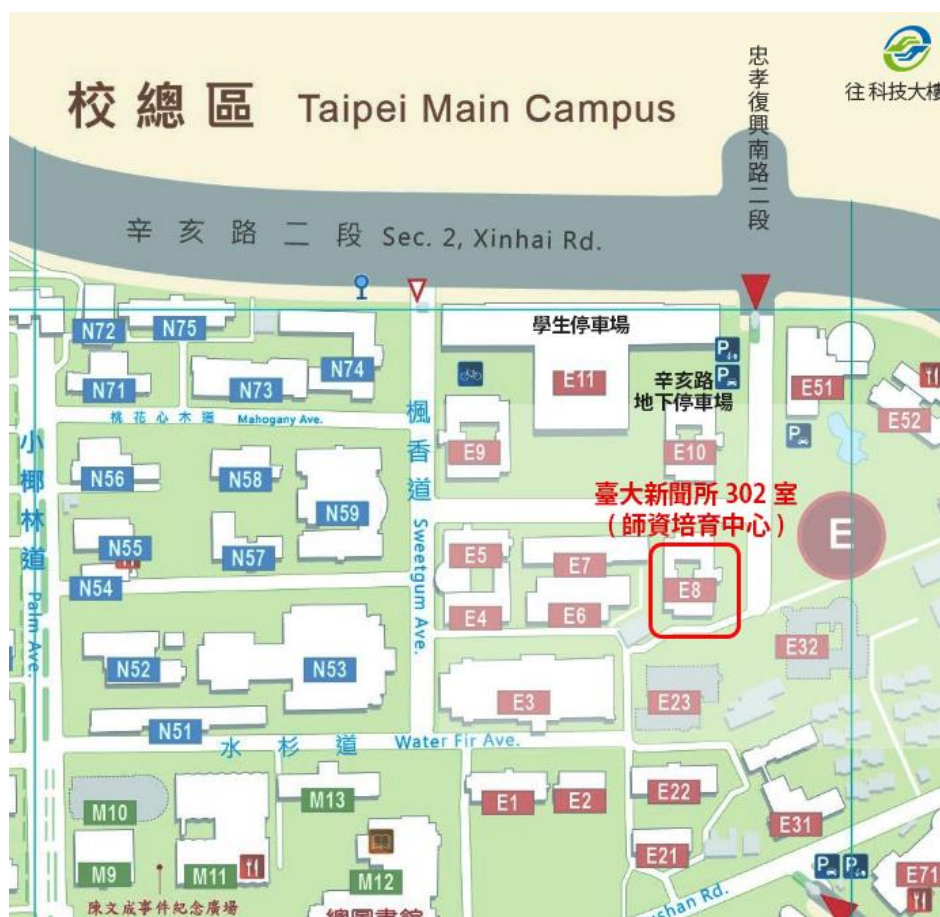 校總區 Taipei Main Campus
忠孝復興南路二段
往 科技大樓
辛亥路二段 Sec. 2, Xinhai Rd.
學生停車場
N72
N75
N74
N71
N73
E11
P
辛亥路
地下停車場
P
E51
E52
桃花心木道 Mahogany Ave.
楓香道 Sweetgum Ave.
小椰林道 Palm Ave.
E9
E10
P
N56
N58
N59
臺大新聞所 302 室
(師資培育中心)
E
N55
N57
N54
E5
E7
E8
E4
E6
E32
N52
N53
E3
E23
N51
水杉道 Water Fir Ave.
M10
M13
E1
E2
E22
E31
M9
M11
M12
E21
P P
E71
陳文成事件紀念廣場
總圖書館
shan Rd.